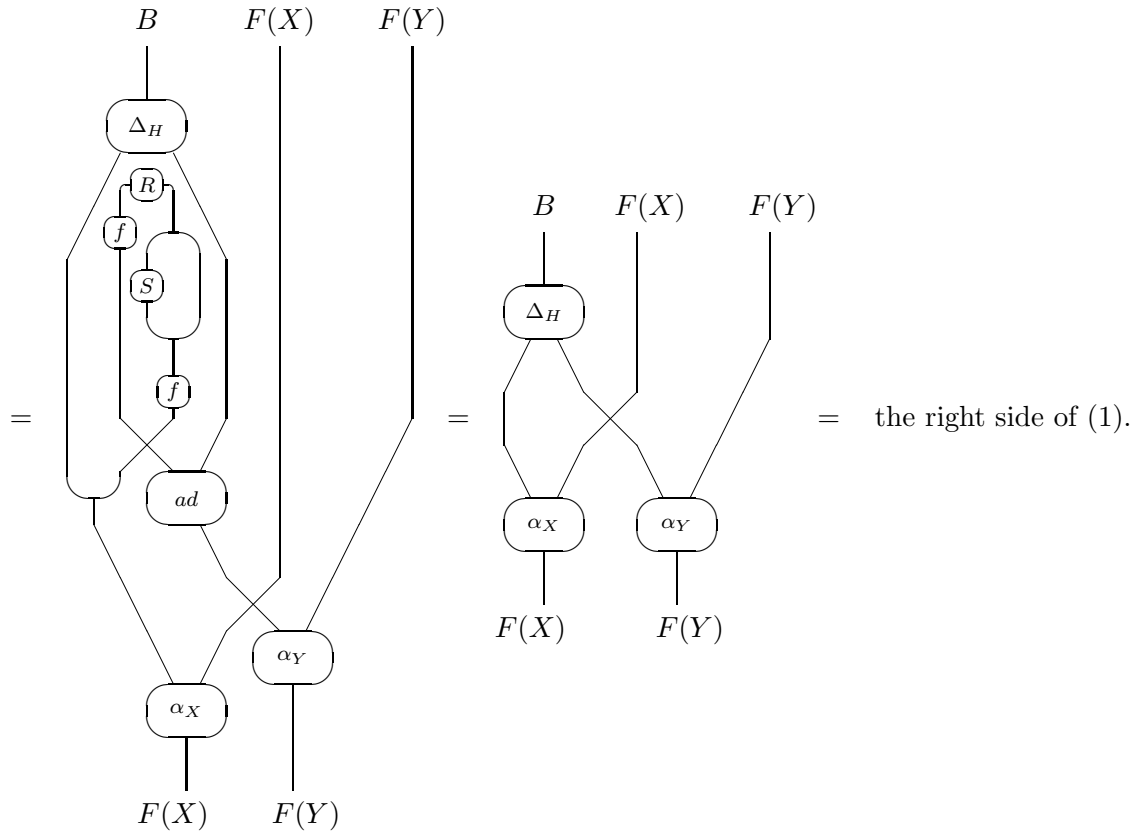 B F(X) F(Y)
Δ_H
R
f
B F(X) F(Y)
S
Δ_H
f
= = = the right side of (1).
ad
α_X α_Y
F(X) F(Y)
α_Y
α_X
F(X) F(Y)